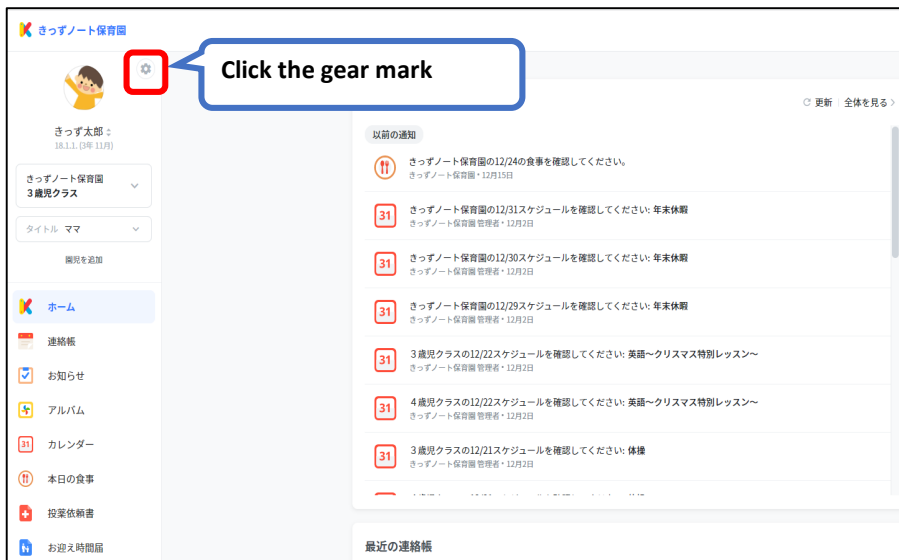 きっずノート保育園
Click the gear mark
きっず太郎
18.1.1. (3年 11月)
きっずノート保育園
３歳児クラス
タイトル ママ
園児を追加
ホーム
連絡帳
お知らせ
アルバム
31 カレンダー
本日の食事
投薬依頼書
お迎え時間届
更新 全体を見る
以前の通知
きっずノート保育園の12/24の食事を確認してください。
きっずノート保育園・12月15日
31
きっずノート保育園の12/31スケジュールを確認してください: 年末休暇
きっずノート保育園 管理者・12月2日
31
きっずノート保育園の12/30スケジュールを確認してください: 年末休暇
きっずノート保育園 管理者・12月2日
31
きっずノート保育園の12/29スケジュールを確認してください: 年末休暇
きっずノート保育園 管理者・12月2日
31
３歳児クラスの12/22スケジュールを確認してください: 英語～クリスマス特別レッスン～
きっずノート保育園 管理者・12月2日
31
４歳児クラスの12/22スケジュールを確認してください: 英語～クリスマス特別レッスン～
きっずノート保育園 管理者・12月2日
31
３歳児クラスの12/21スケジュールを確認してください: 体操
きっずノート保育園 管理者・12月2日
最近の連絡帳